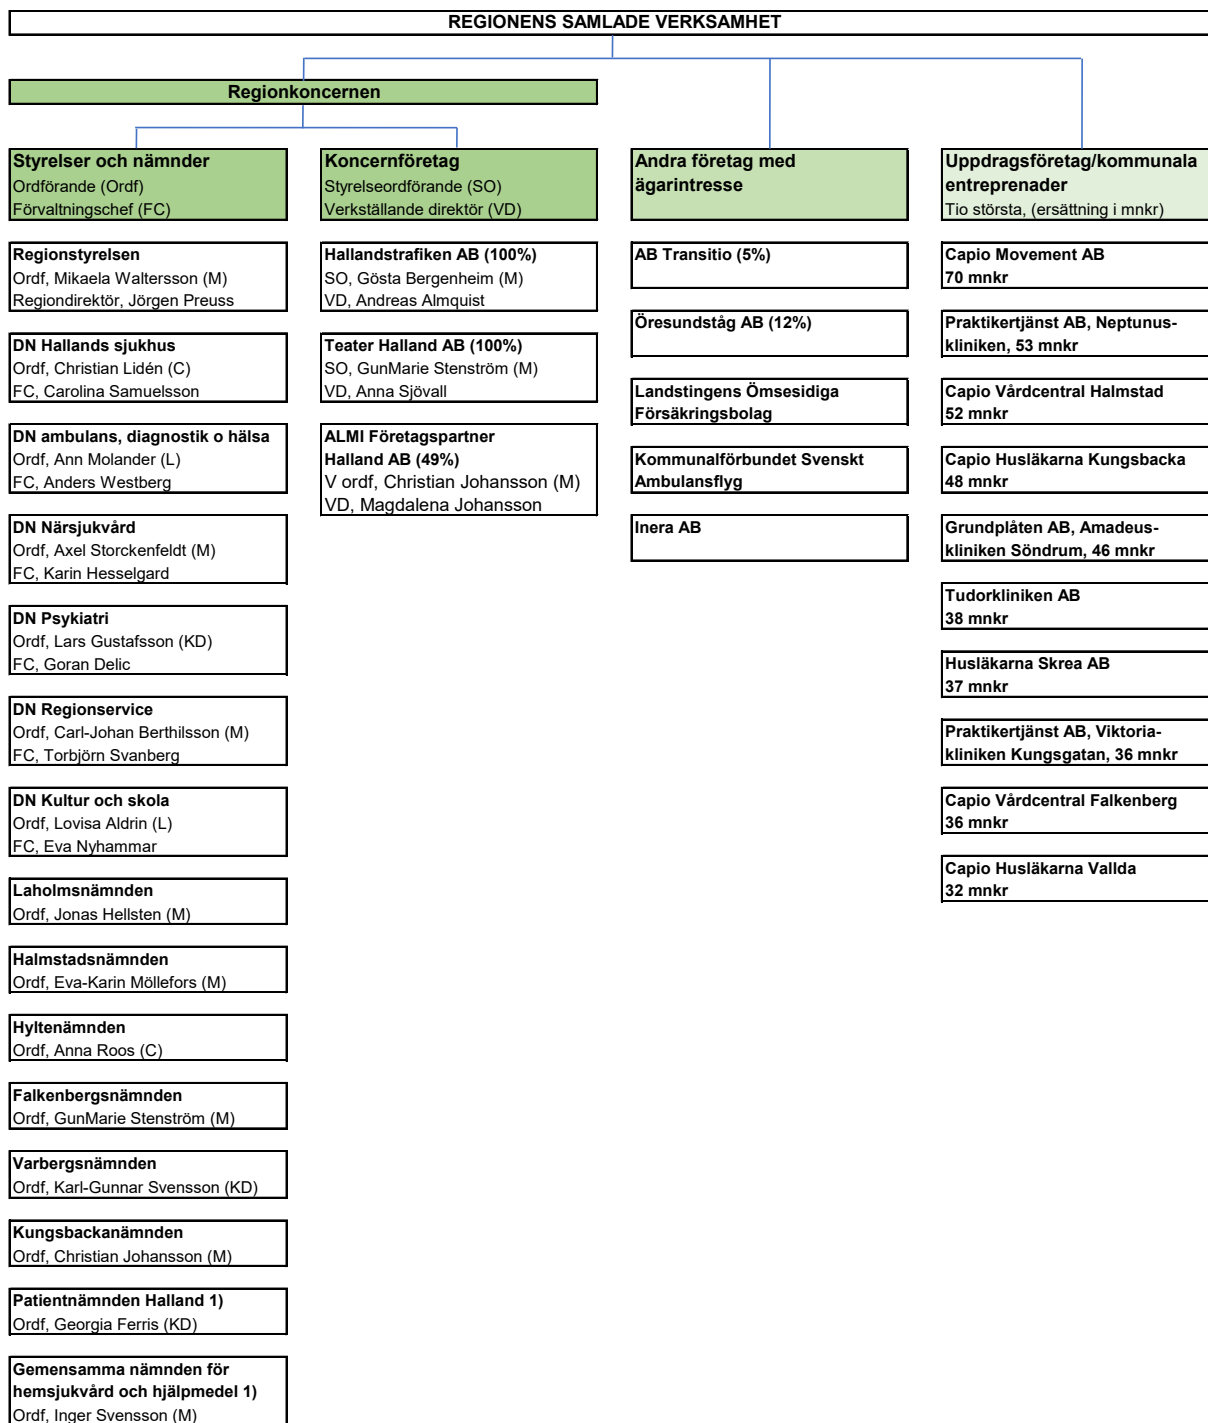 REGIONENS SAMLADE VERKSAMHET
Regionkoncernen
Styrelser och nämnder
Ordförande (Ordf)
Förvaltningschef (FC)
Regionstyrelsen
Ordf, Mikaela Waltersson (M)
Regiondirektör, Jörgen Preuss
DN Hallands sjukhus
Ordf, Christian Lidén (C)
FC, Carolina Samuelsson
DN ambulans, diagnostik o hälsa
Ordf, Ann Molander (L)
FC, Anders Westberg
DN Närsjukvård
Ordf, Axel Storckenfeldt (M)
FC, Karin Hesselgard
DN Psykiatri
Ordf, Lars Gustafsson (KD)
FC, Goran Delic
DN Regionservice
Ordf, Carl-Johan Berthilsson (M)
FC, Torbjörn Svanberg
DN Kultur och skola
Ordf, Lovisa Aldrin (L)
FC, Eva Nyhammar
Laholmsnämnden
Ordf, Jonas Hellsten (M)
Halmstadsnämnden
Ordf, Eva-Karin Möllefors (M)
Hyltenämnden
Ordf, Anna Roos (C)
Falkenbergsnämnden
Ordf, GunMarie Stenström (M)
Varbergsnämnden
Ordf, Karl-Gunnar Svensson (KD)
Kungsbackanämnden
Ordf, Christian Johansson (M)
Patientnämnden Halland 1)
Ordf, Georgia Ferris (KD)
Gemensamma nämnden för
hemsjukvård och hjälpmedel 1)
Ordf, Inger Svensson (M)
Koncernföretag
Styrelseordförande (SO)
Verkställande direktör (VD)
Hallandstrafiken AB (100%)
SO, Gösta Bergenheim (M)
VD, Andreas Almquist
Teater Halland AB (100%)
SO, GunMarie Stenström (M)
VD, Anna Sjövall
ALMI Företagspartner
Halland AB (49%)
V ordf, Christian Johansson (M)
VD, Magdalena Johansson
Andra företag med
ägarintresse
AB Transitio (5%)
Öresundståg AB (12%)
Landstingens Ömsesidiga
Försäkringsbolag
Kommunalförbundet Svenskt
Ambulansflyg
Inera AB
Uppdragsföretag/kommunala
entreprenader
Tio största, (ersättning i mnkr)
Capio Movement AB
70 mnkr
Praktikertjänst AB, Neptunus-
kliniken, 53 mnkr
Capio Vårdcentral Halmstad
52 mnkr
Capio Husläkarna Kungsbacka
48 mnkr
Grundplåten AB, Amadeus-
kliniken Söndrum, 46 mnkr
Tudorkliniken AB
38 mnkr
Husläkarna Skrea AB
37 mnkr
Praktikertjänst AB, Viktoria-
kliniken Kungsgatan, 36 mnkr
Capio Vårdcentral Falkenberg
36 mnkr
Capio Husläkarna Vallda
32 mnkr